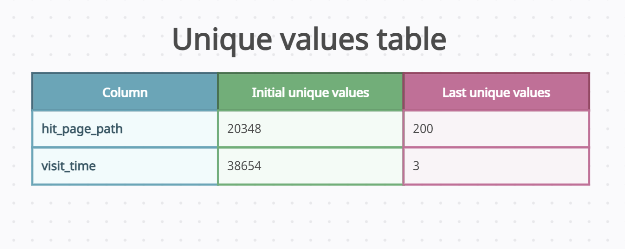 Unique values table
Column Initial unique values Last unique values
hit_page_path 20348 200
visit_time 38654 3